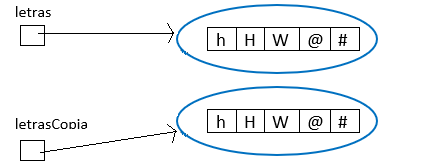 letras
h H W @ #
letrasCopia
h H W @ #